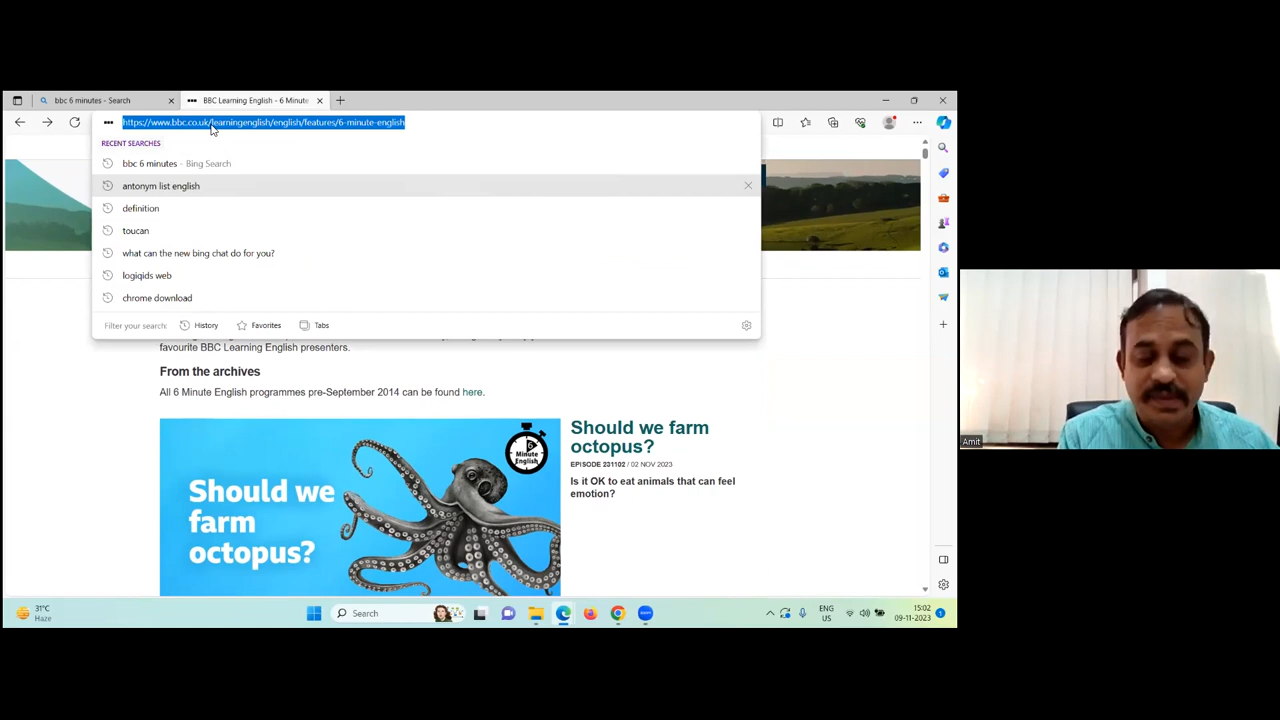 bbc 6 minutes - Search
BBC Learning English - 6 Minute
https://www.bbc.co.uk/learningenglish/english/features/6-minute-english
RECENT SEARCHES
bbc 6 minutes - Bing Search
antonym list english
definition
toucan
what can the new bing chat do for you?
logiqids web
chrome download
Filter your search: History Favorites Tabs
favourite BBC Learning English presenters.
From the archives
All 6 Minute English programmes pre-September 2014 can be found here.
Should we
farm
octopus?
6
Minute
English
Should we farm
octopus?
EPISODE 231102 / 02 NOV 2023
Is it OK to eat animals that can feel
emotion?
Amit
31°C
Haze
Search
ENG
US
15:02
09-11-2023
1